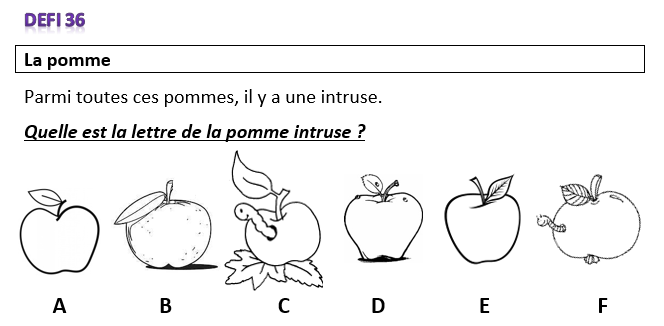 DEFI 36
La pomme
Parmi toutes ces pommes, il y a une intruse.
Quelle est la lettre de la pomme intruse ?
A B C D E F